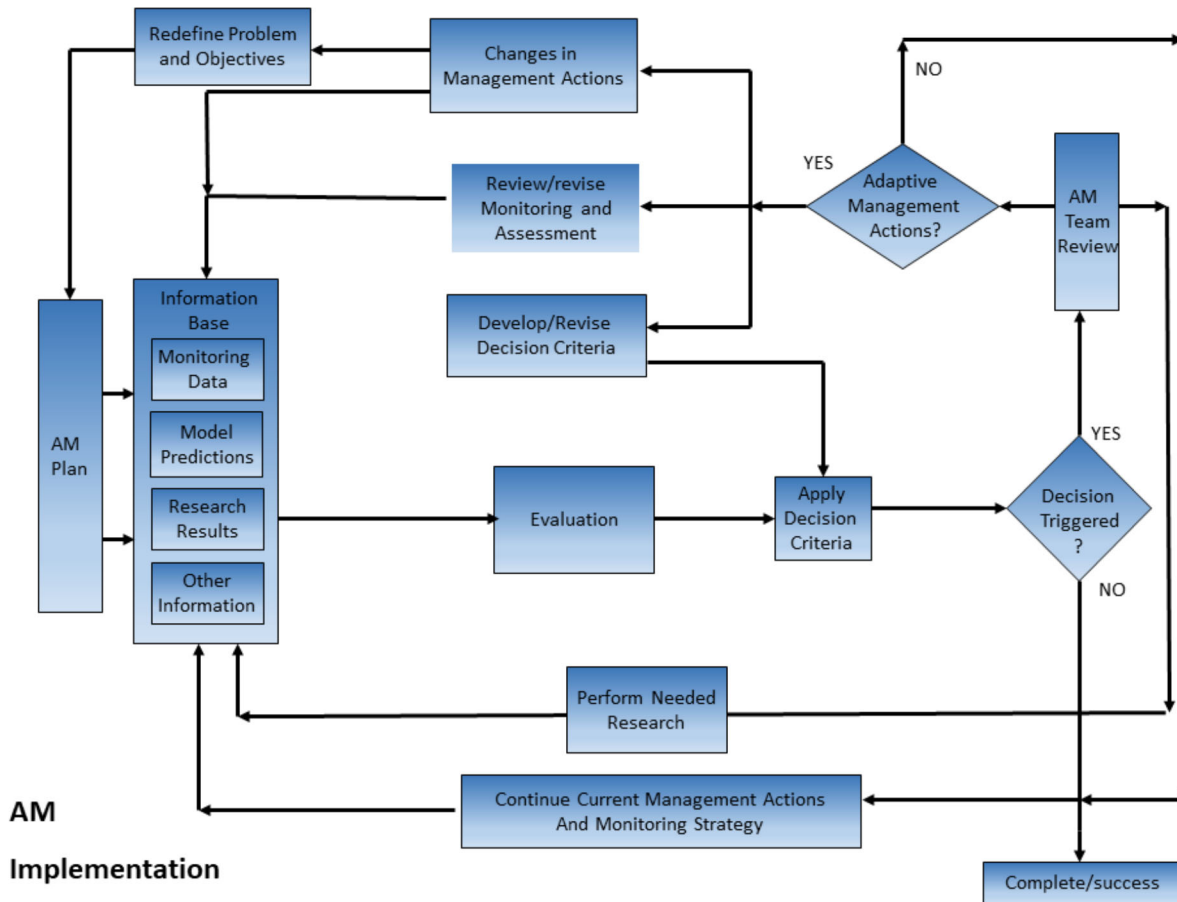 Redefine Problem
and Objectives
Changes in
Management Actions
NO
YES
Adaptive
Management
Actions?
AM
Team
Review
Review/revise
Monitoring and
Assessment
Information
Base
Monitoring
Data
Model
Predictions
Research
Results
Other
Information
AM
Plan
Develop/Revise
Decision Criteria
YES
Evaluation
Apply
Decision
Criteria
Decision
Triggered
?
NO
Perform Needed
Research
Continue Current Management Actions
And Monitoring Strategy
AM
Implementation
Complete/success